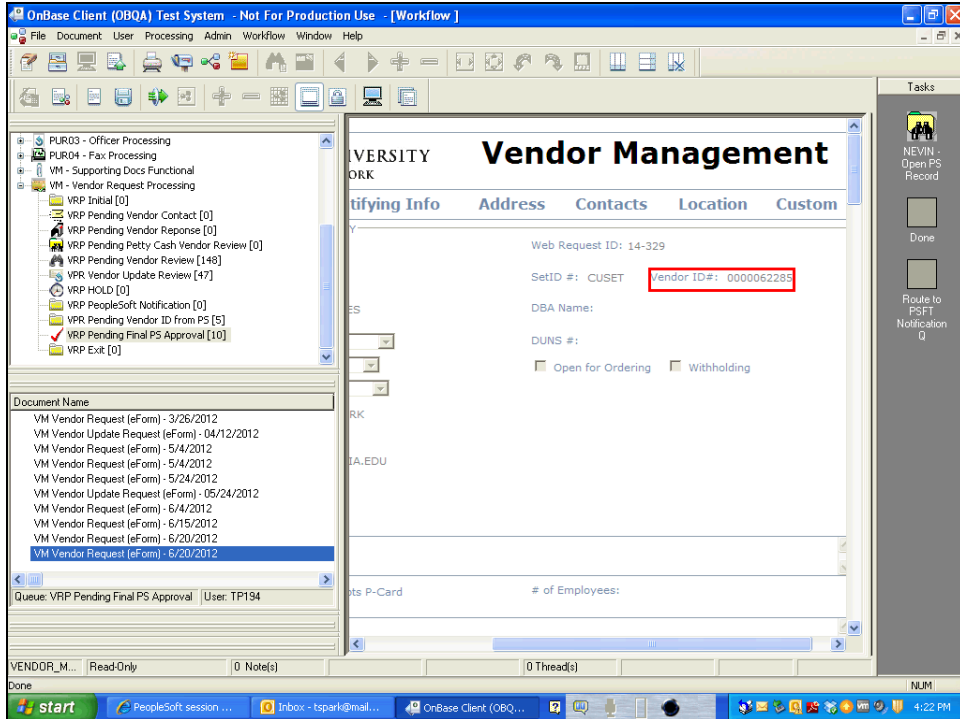 OnBase Client (OBQA) Test System - Not For Production Use - [Workflow ]
File Document User Processing Admin Workflow Window Help
Tasks
NEVIN -
Open PS
Record
Done
Route to
PSFT
Notification
Q
PUR03 - Officer Processing
PUR04 - Fax Processing
VM - Supporting Docs Functional
VM - Vendor Request Processing
VRP Initial [0]
VRP Pending Vendor Contact [0]
VRP Pending Vendor Reponse [0]
VRP Pending Petty Cash Vendor Review [0]
VRP Pending Vendor Review [148]
VPR Vendor Update Review [47]
VRP HOLD [0]
VRP PeopleSoft Notification [0]
VPR Pending Vendor ID from PS [5]
VRP Pending Final PS Approval [10]
VRP Exit [0]
Document Name
VM Vendor Request (eForm) - 3/26/2012
VM Vendor Update Request (eForm) - 04/12/2012
VM Vendor Request (eForm) - 5/4/2012
VM Vendor Request (eForm) - 5/4/2012
VM Vendor Request (eForm) - 5/24/2012
VM Vendor Update Request (eForm) - 05/24/2012
VM Vendor Request (eForm) - 6/4/2012
VM Vendor Request (eForm) - 6/15/2012
VM Vendor Request (eForm) - 6/20/2012
VM Vendor Request (eForm) - 6/20/2012
Queue: VRP Pending Final PS Approval User: TP194
IVERSITY
ORK
Vendor Management
tifying Info Address Contacts Location Custom
Y
Web Request ID: 14-329
SetID #: CUSET Vendor ID#: 0000062285
ES DBA Name:
DUNS #:
Open for Ordering Withholding
RK
IA.EDU
pts P-Card # of Employees:
VENDOR_M... Read-Only 0 Note(s) 0 Thread(s)
Done NUM
start PeopleSoft session ... Inbox - tspark@mail... OnBase Client (OBQ... 4:22 PM